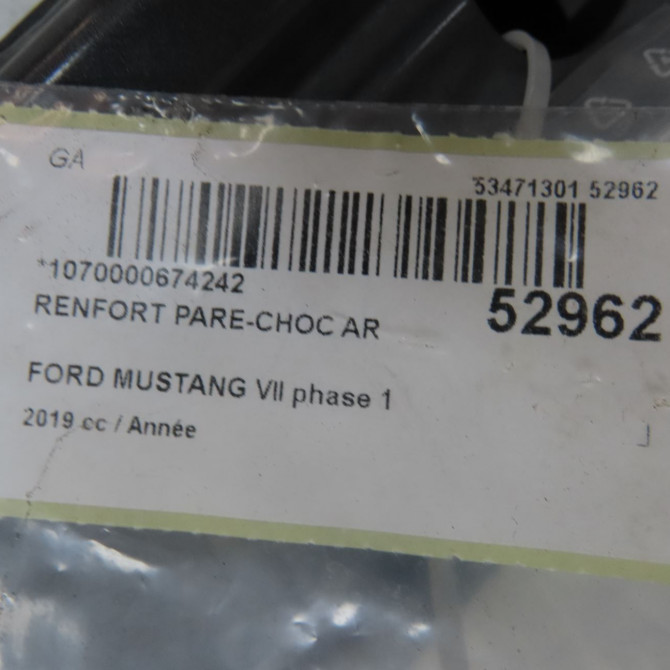 GA
53471301 52962
*1070000674242
52962
RENFORT PARE-CHOC AR
FORD MUSTANG VII phase 1
2019 cc / Année